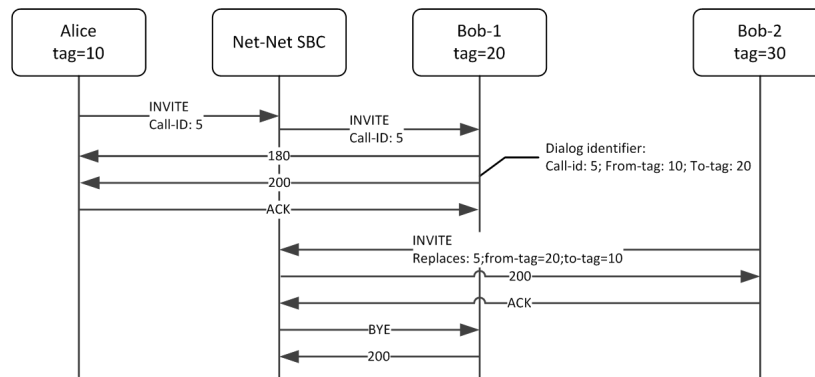 Alice
tag=10
Net-Net SBC
Bob-1
tag=20
Bob-2
tag=30
INVITE
Call-ID: 5
INVITE
Call-ID: 5
180
Dialog identifier:
Call-id: 5; From-tag: 10; To-tag: 20
200
ACK
INVITE
Replaces: 5;from-tag=20;to-tag=10
200
ACK
BYE
200